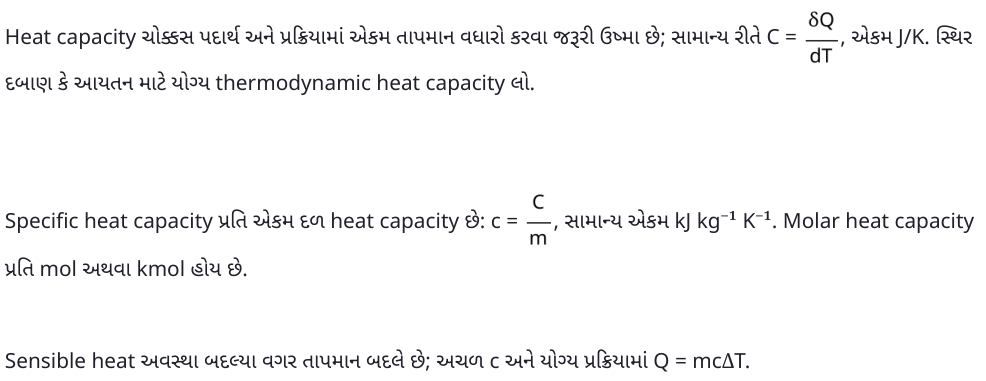 Heat capacity ચોક્કસ પદાર્થ અને પ્રક્રિયામાં એકમ તાપમાન વધારો કરવા જરૂરી ઉષ્મા છે; સામાન્ય રીતે C = δQ/dT, એકમ J/K. સ્થિર
દબાણ કે આયતન માટે યોગ્ય thermodynamic heat capacity લો.
Specific heat capacity પ્રતિ એકમ દળ heat capacity છે: c = C/m, સામાન્ય એકમ kJ kg⁻¹ K⁻¹. Molar heat capacity
પ્રતિ mol અથવા kmol હોય છે.
Sensible heat અવસ્થા બદલ્યા વગર તાપમાન બદલે છે; અચળ c અને યોગ્ય પ્રક્રિયામાં Q = mcΔT.